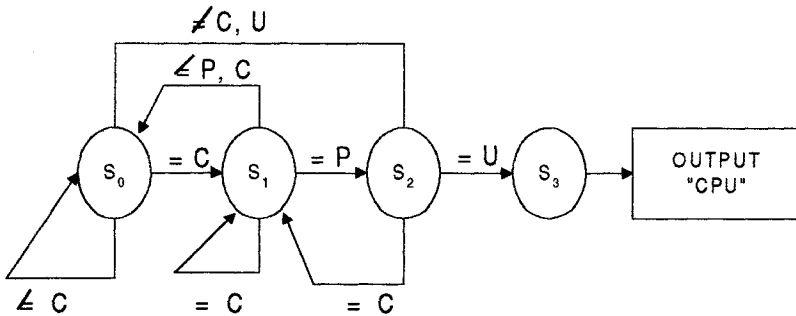 ≠ C, U
≠ P, C
S₀
= C
S₁
= P
S₂
= U
S₃
OUTPUT
"CPU"
≠ C
= C
= C